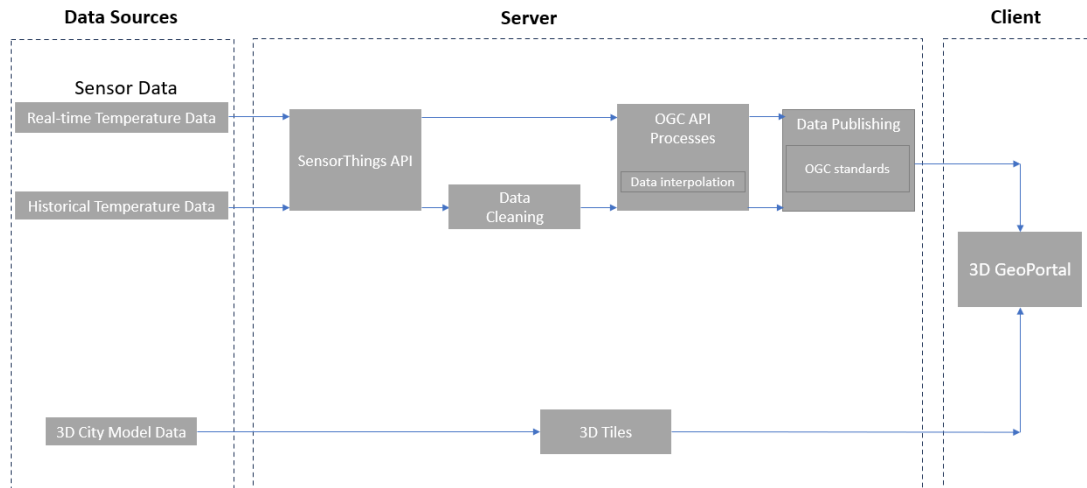 Data Sources
Server
Client
Sensor Data
Real-time Temperature Data
Historical Temperature Data
3D City Model Data
SensorThings API
Data
Cleaning
OGC API
Processes
Data interpolation
Data Publishing
OGC standards
3D Tiles
3D GeoPortal